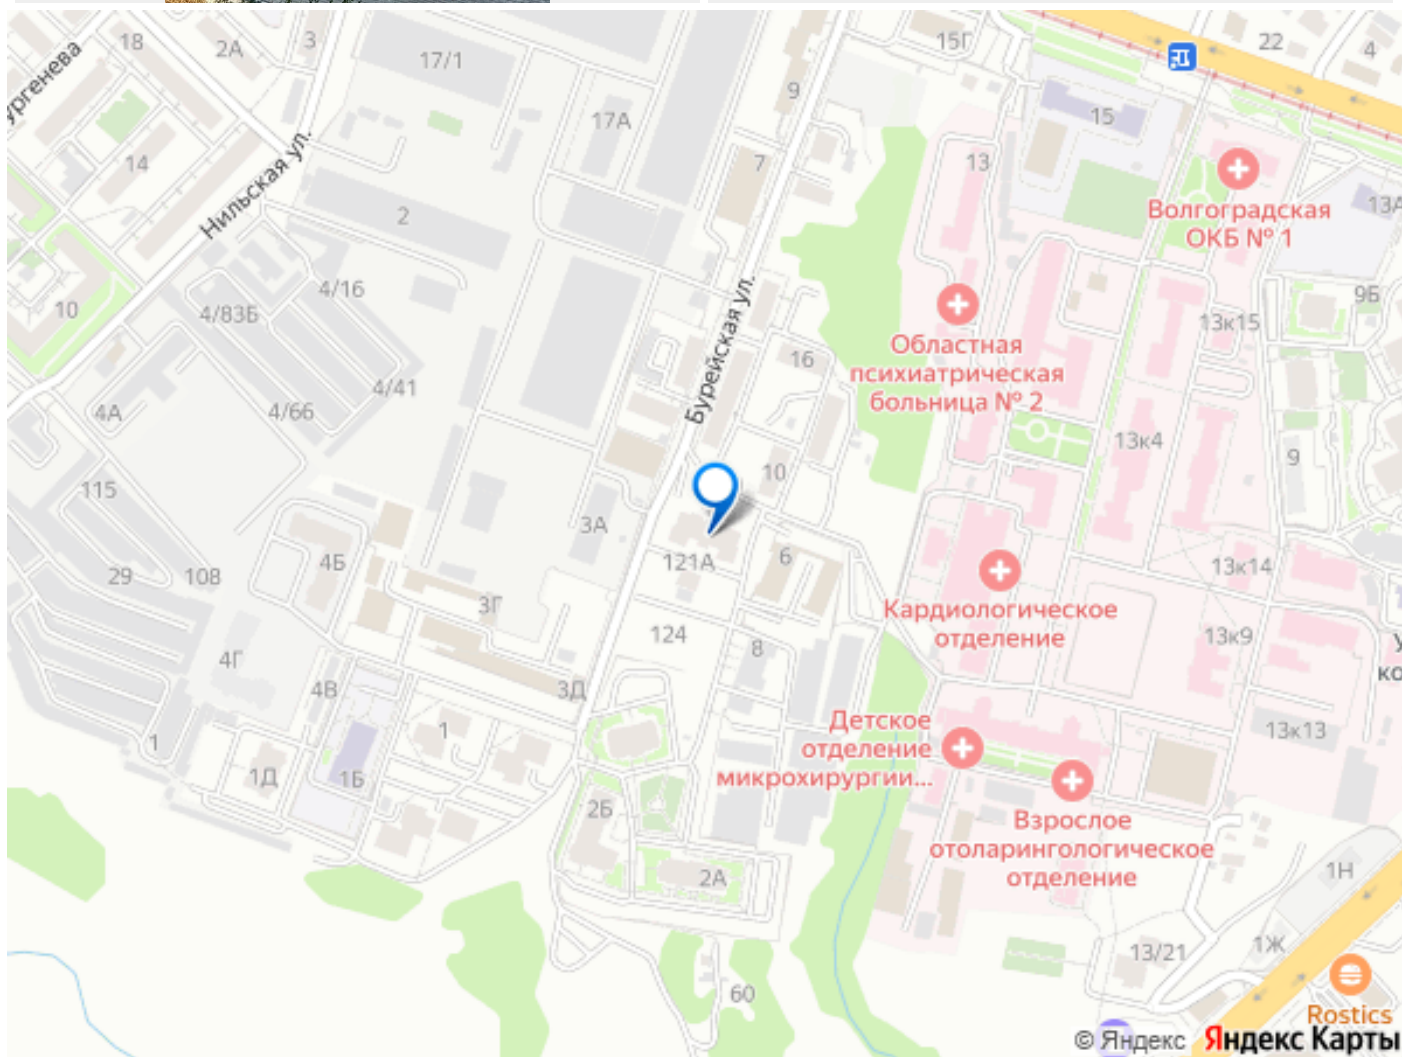 18
2А
3
17/1
15Г
22
4
ургенева
9
17А
15
14
7
13
Нильская ул.
2
Волгоградская
ОКБ № 1
13А
4/16
10
4/83Б
Бурейская ул.
9Б
13к15
16
Областная
психиатрическая
больница № 2
4/41
4А
4/66
13к4
9
10
115
3А
121А
6
4Б
29
108
13к14
3Г
Кардиологическое
отделение
124
13к9
У
ко
8
4Г
4В
3Д
Детское
отделение
микрохирургии...
1
1
13к13
1Д
1Б
2Б
Взрослое
отоларингологическое
отделение
2А
1Н
13/21
1Ж
60
Rostics
© Яндекс Яндекс Карты